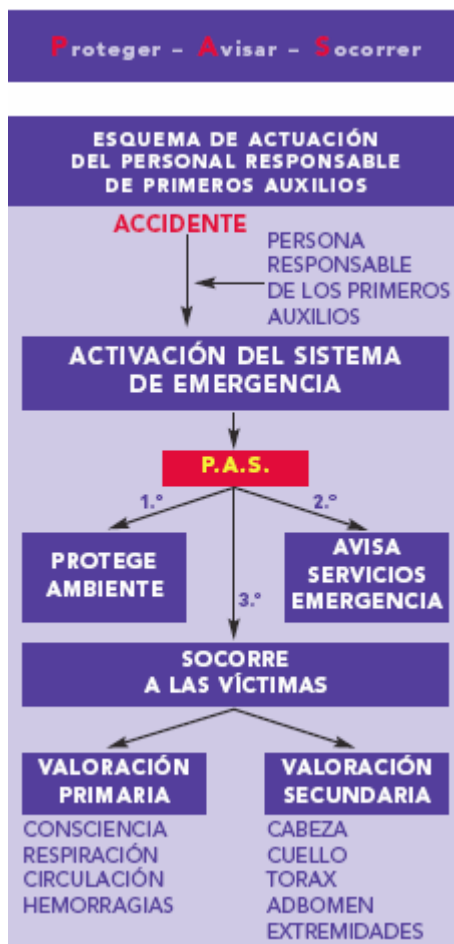 Proteger – Avisar – Socorrer
ESQUEMA DE ACTUACIÓN
DEL PERSONAL RESPONSABLE
DE PRIMEROS AUXILIOS
ACCIDENTE
PERSONA
RESPONSABLE
DE LOS PRIMEROS
AUXILIOS
ACTIVACIÓN DEL SISTEMA
DE EMERGENCIA
P.A.S.
1.º
2.º
PROTEGE
AMBIENTE
AVISA
SERVICIOS
EMERGENCIA
3.º
SOCORRE
A LAS VÍCTIMAS
VALORACIÓN
PRIMARIA
CONSCIENCIA
RESPIRACIÓN
CIRCULACIÓN
HEMORRAGIAS
VALORACIÓN
SECUNDARIA
CABEZA
CUELLO
TORAX
ADBOMEN
EXTREMIDADES